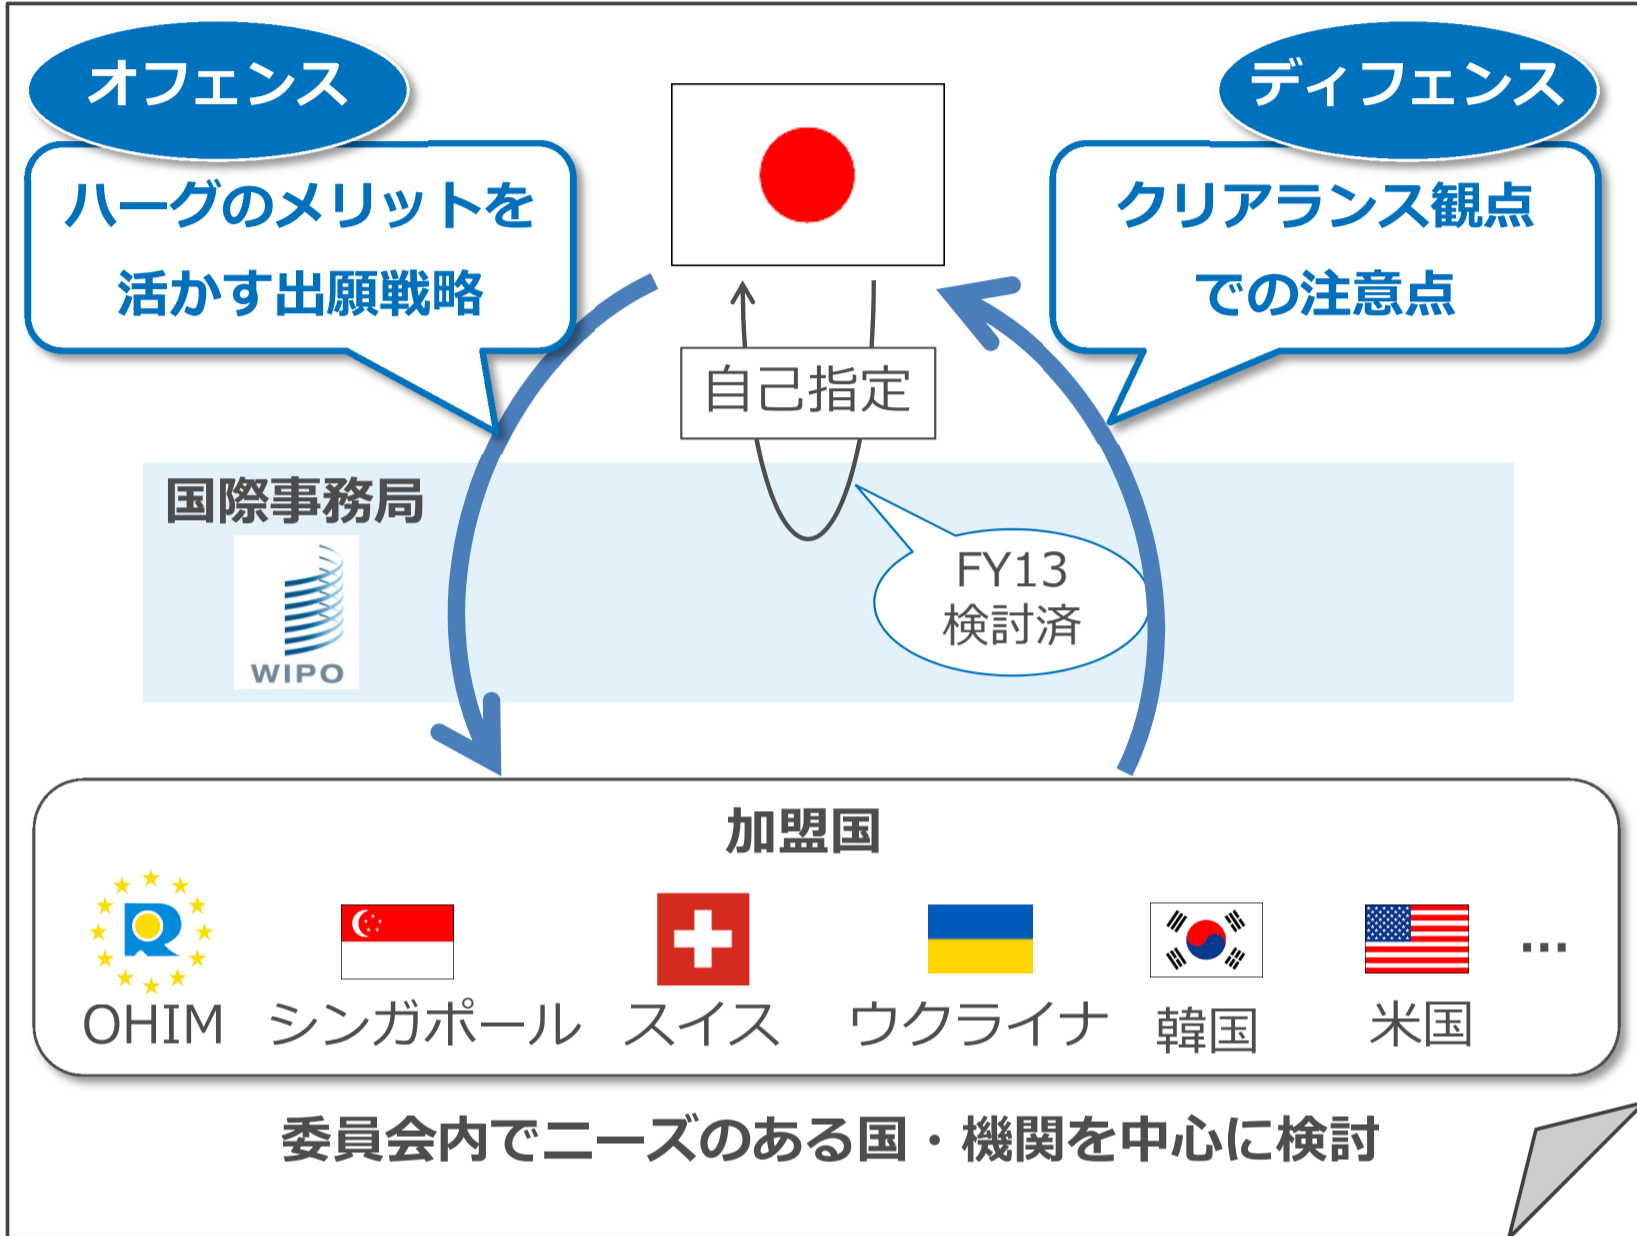 オフェンス
ハーグのメリットを
活かす出願戦略
ディフェンス
クリアランス観点
での注意点
自己指定
国際事務局
WIPO
FY13
検討済
加盟国
OHIM
シンガポール
スイス
ウクライナ
韓国
米国
…
委員会内でニーズのある国・機関を中心に検討